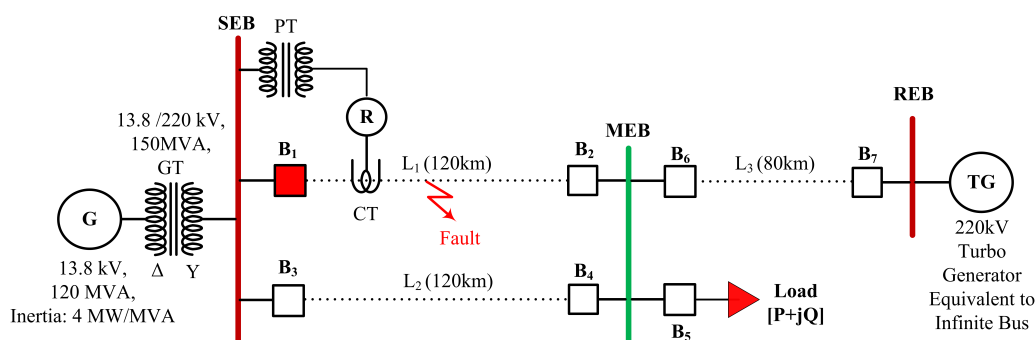 SEB
PT
REB
13.8 /220 kV,
150MVA,
GT
R
MEB
B1
L1 (120km)
B2
B6
L3 (80km)
B7
CT
G
TG
Fault
Δ Y
13.8 kV,
120 MVA,
Inertia: 4 MW/MVA
220kV
Turbo
Generator
Equivalent to
Infinite Bus
B3
L2 (120km)
B4
B5
Load
[P+jQ]